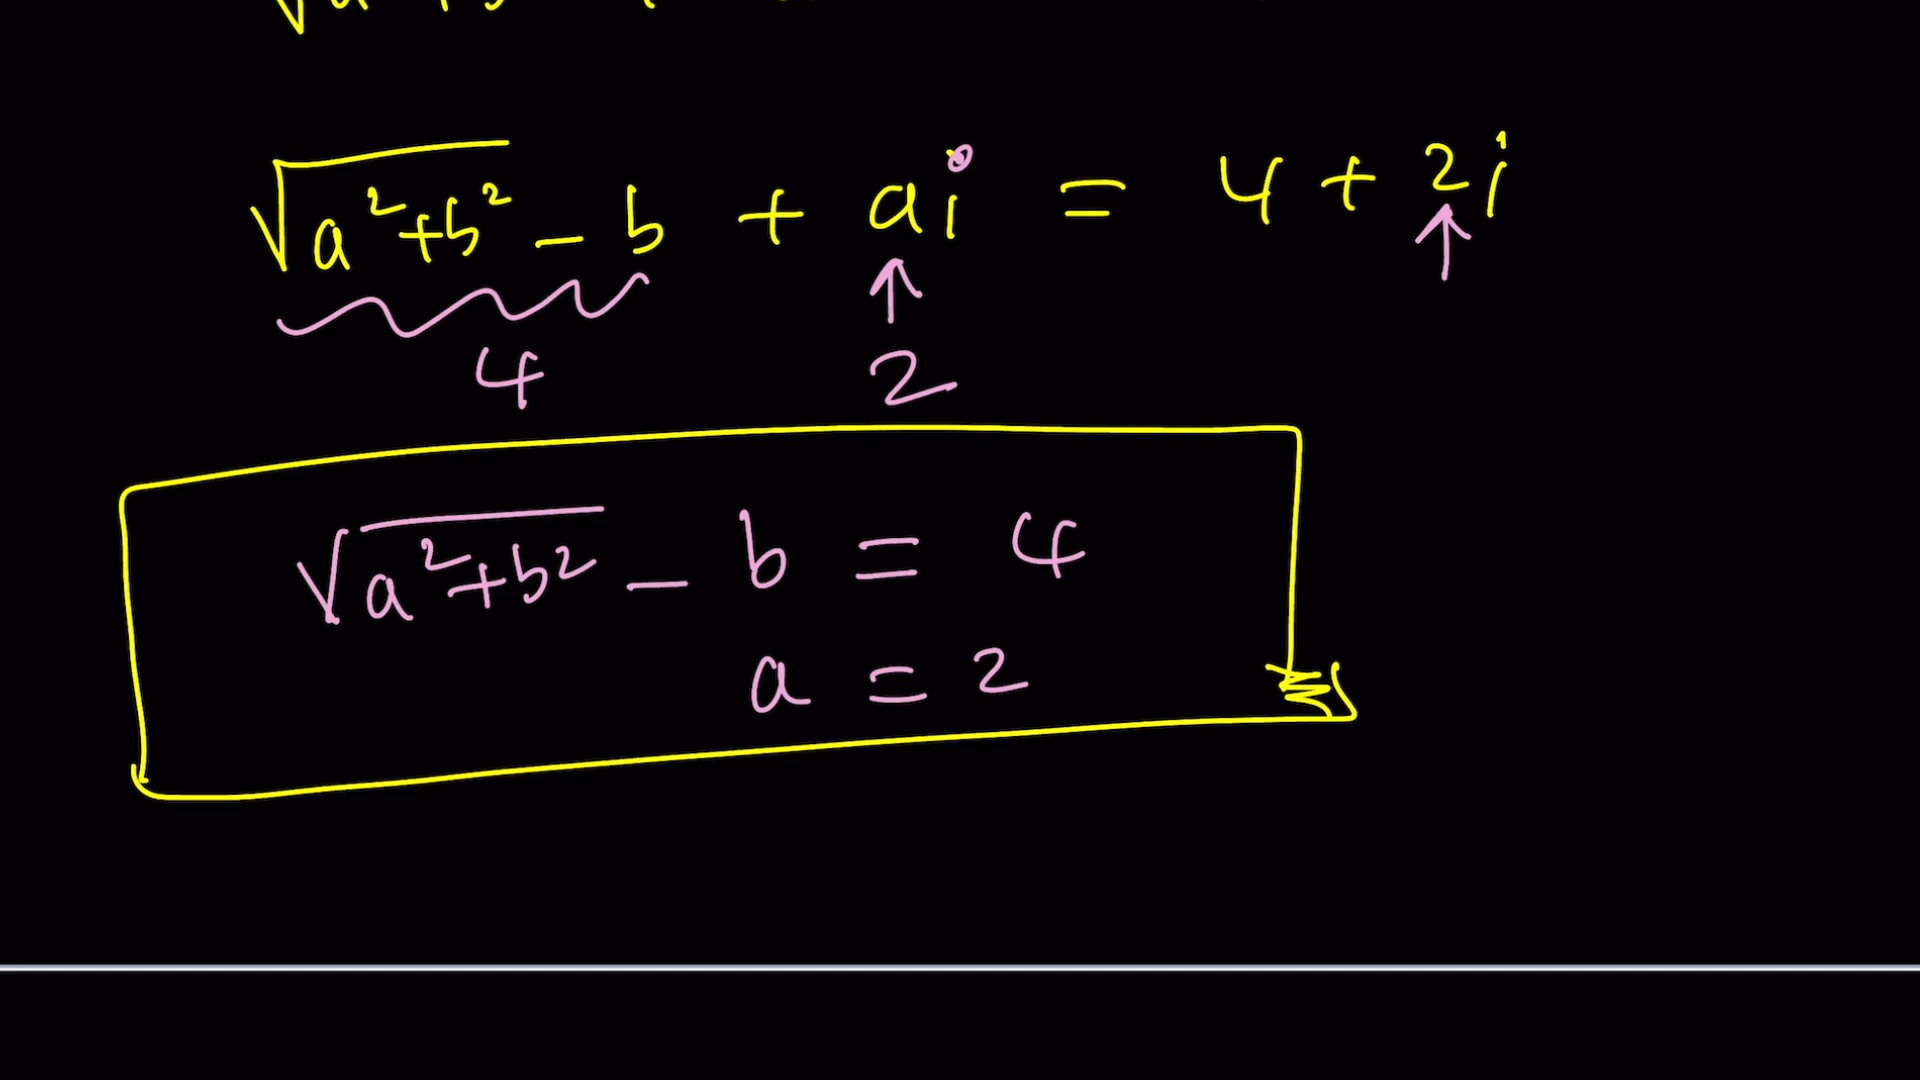 √a²+b² - b + ai = 4 + 2i
4 2
√a²+b² - b = 4
a = 2